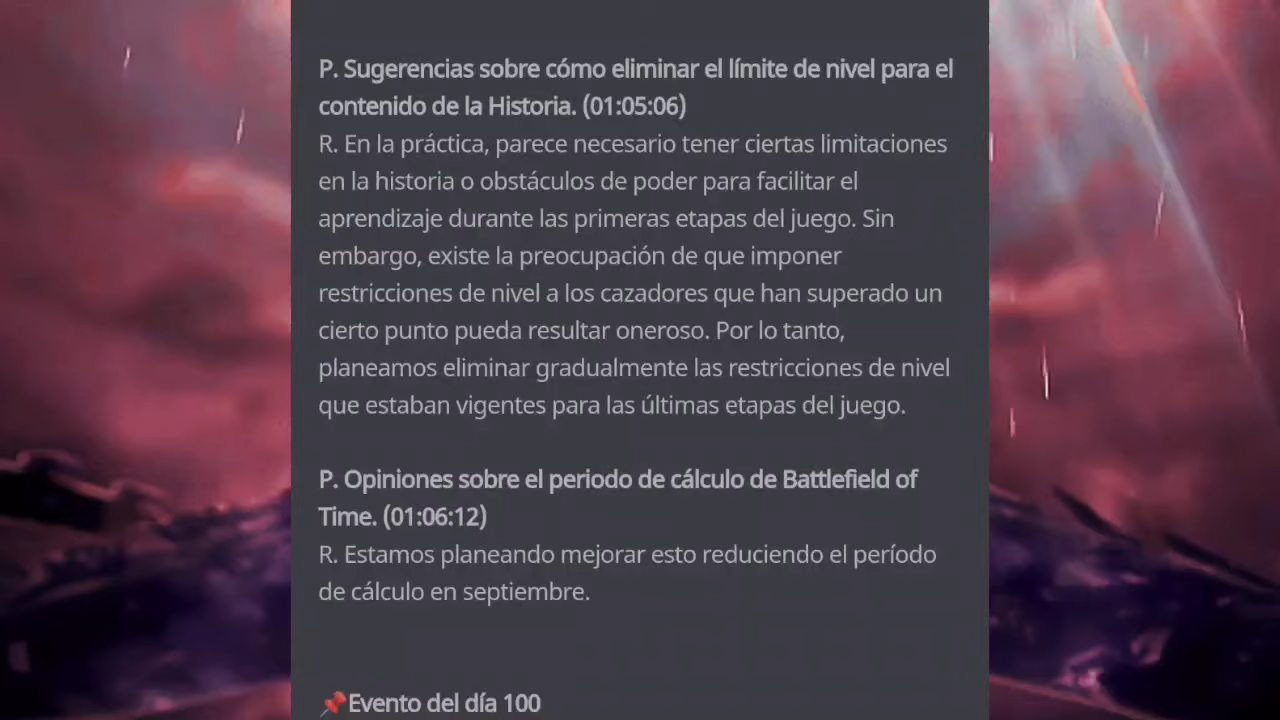 P. Sugerencias sobre cómo eliminar el límite de nivel para el
contenido de la Historia. (01:05:06)
R. En la práctica, parece necesario tener ciertas limitaciones
en la historia o obstáculos de poder para facilitar el
aprendizaje durante las primeras etapas del juego. Sin
embargo, existe la preocupación de que imponer
restricciones de nivel a los cazadores que han superado un
cierto punto pueda resultar oneroso. Por lo tanto,
planeamos eliminar gradualmente las restricciones de nivel
que estaban vigentes para las últimas etapas del juego.
P. Opiniones sobre el periodo de cálculo de Battlefield of
Time. (01:06:12)
R. Estamos planeando mejorar esto reduciendo el período
de cálculo en septiembre.
📌Evento del día 100